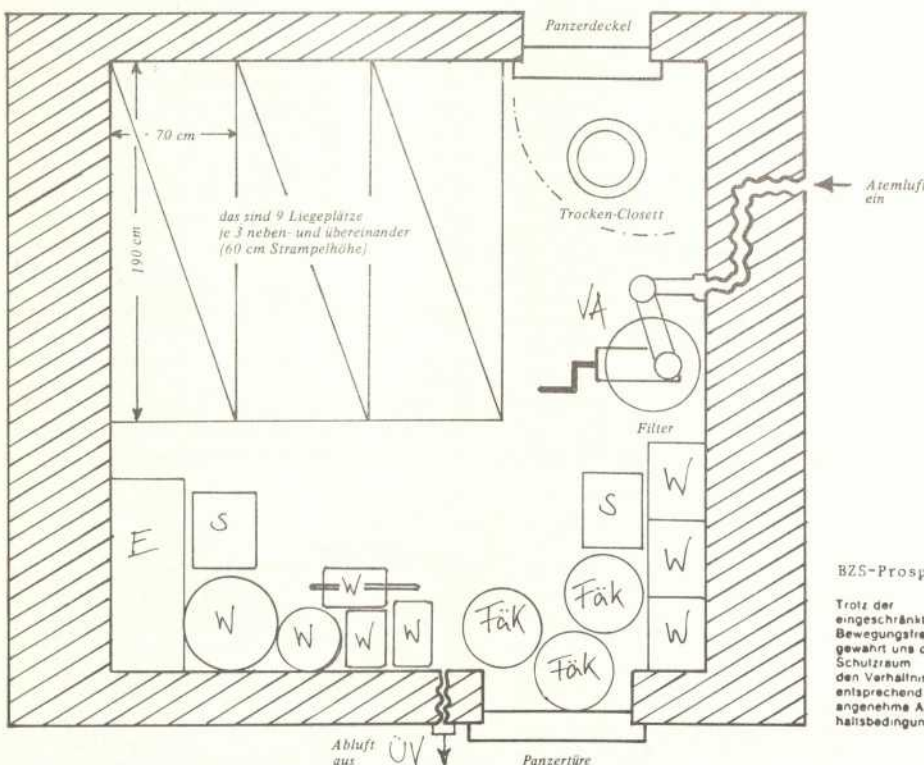 Panzerdeckel
70 cm
190 cm
das sind 9 Liegeplätze
je 3 neben- und übereinander
(60 cm Strampelhöhe)
Trocken-Closett
Atemluft
ein
VA
Filter
E
S
W
W
W
W
W
Fäk
Fäk
Fäk
S
W
W
W
Abluft
aus
ÜV
Panzertüre
BZS-Prosp
Trotz der
eingeschränkt
Bewegungsfre
gewährt uns d
Schutzraum
den Verhältnis
entsprechend
angenehme A
haltsbedingun